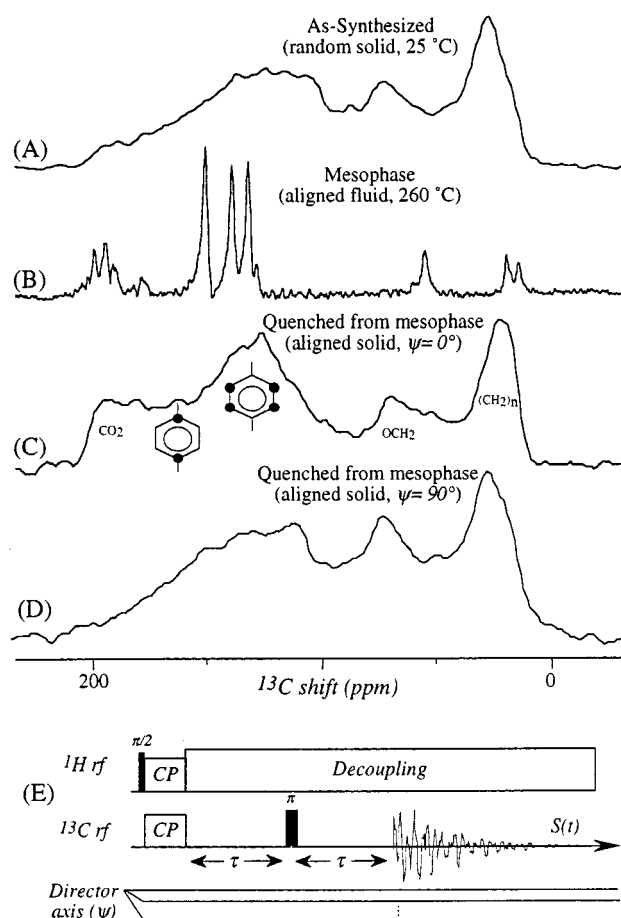 As-Synthesized
(random solid, 25 °C)
(A)
Mesophase
(aligned fluid, 260 °C)
(B)
Quenched from mesophase
(aligned solid, ψ= 0°)
(C)
CO2
OCH2
(CH2)n
Quenched from mesophase
(aligned solid, ψ= 90°)
(D)
200
13C shift (ppm)
0
(E)
π/2
1H rf
CP
Decoupling
π
13C rf
CP
S(t)
τ
τ
Director
axis (ψ)